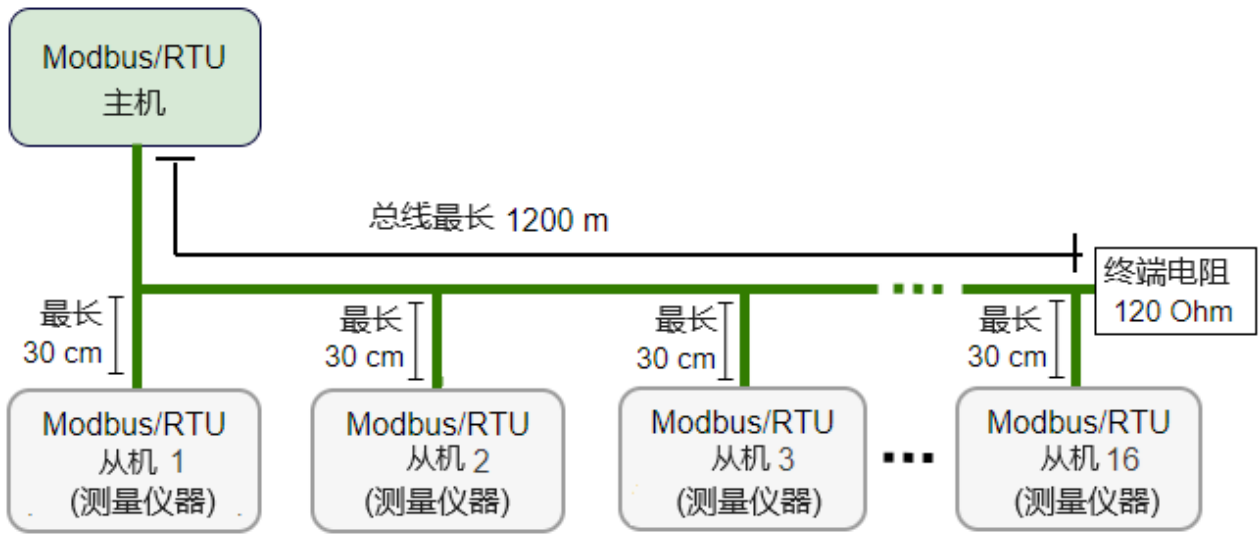 Modbus/RTU
主机
总线最长 1200 m
终端电阻
120 Ohm
最长
30 cm
最长
30 cm
最长
30 cm
最长
30 cm
Modbus/RTU
从机 1
(测量仪器)
Modbus/RTU
从机 2
(测量仪器)
Modbus/RTU
从机 3
(测量仪器)
Modbus/RTU
从机 16
(测量仪器)